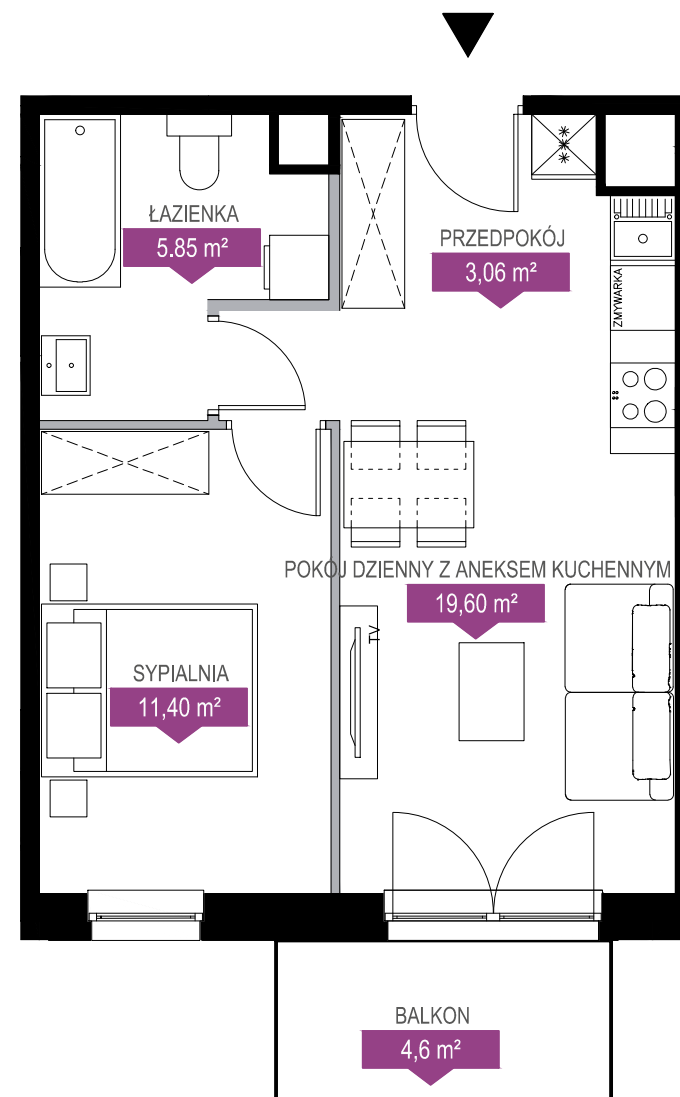 ŁAZIENKA
5.85 m²
PRZEDPOKÓJ
3,06 m²
ZMYWARKA
POKÓJ DZIENNY Z ANEKSEM KUCHENNYM
19,60 m²
TV
SYPIALNIA
11,40 m²
BALKON
4,6 m²